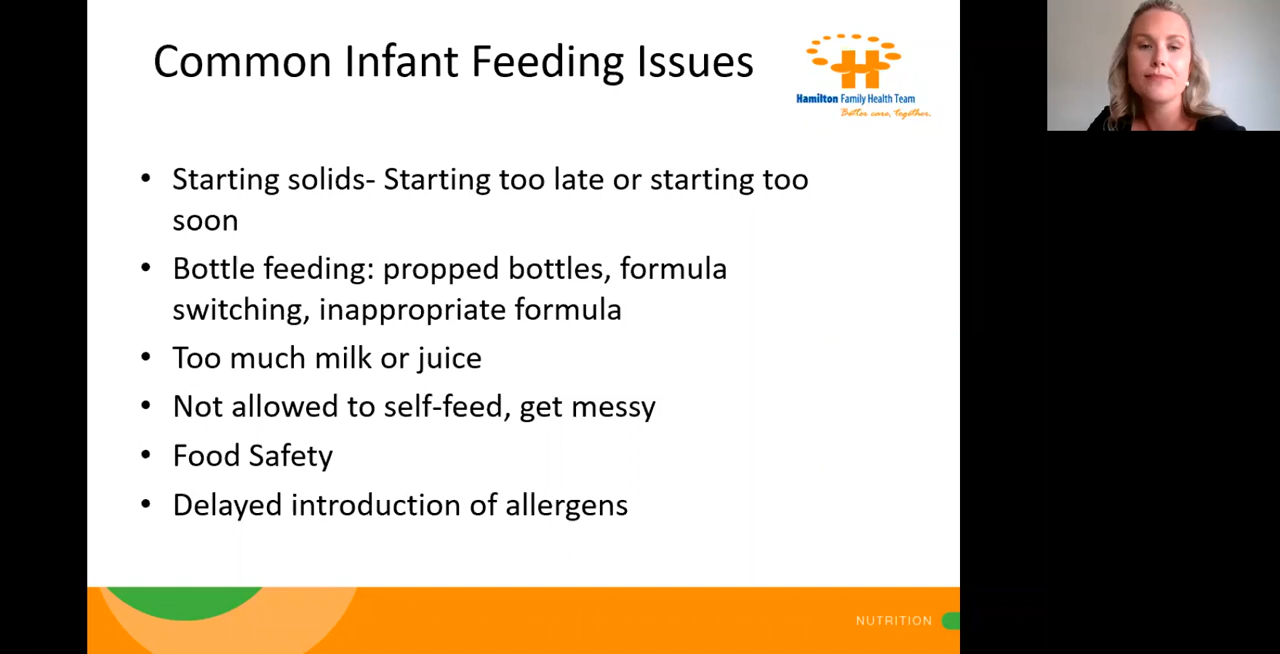 Common Infant Feeding Issues
Hamilton Family Health Team
Better care, together.
• Starting solids- Starting too late or starting too
soon
• Bottle feeding: propped bottles, formula
switching, inappropriate formula
• Too much milk or juice
• Not allowed to self-feed, get messy
• Food Safety
• Delayed introduction of allergens
NUTRITION